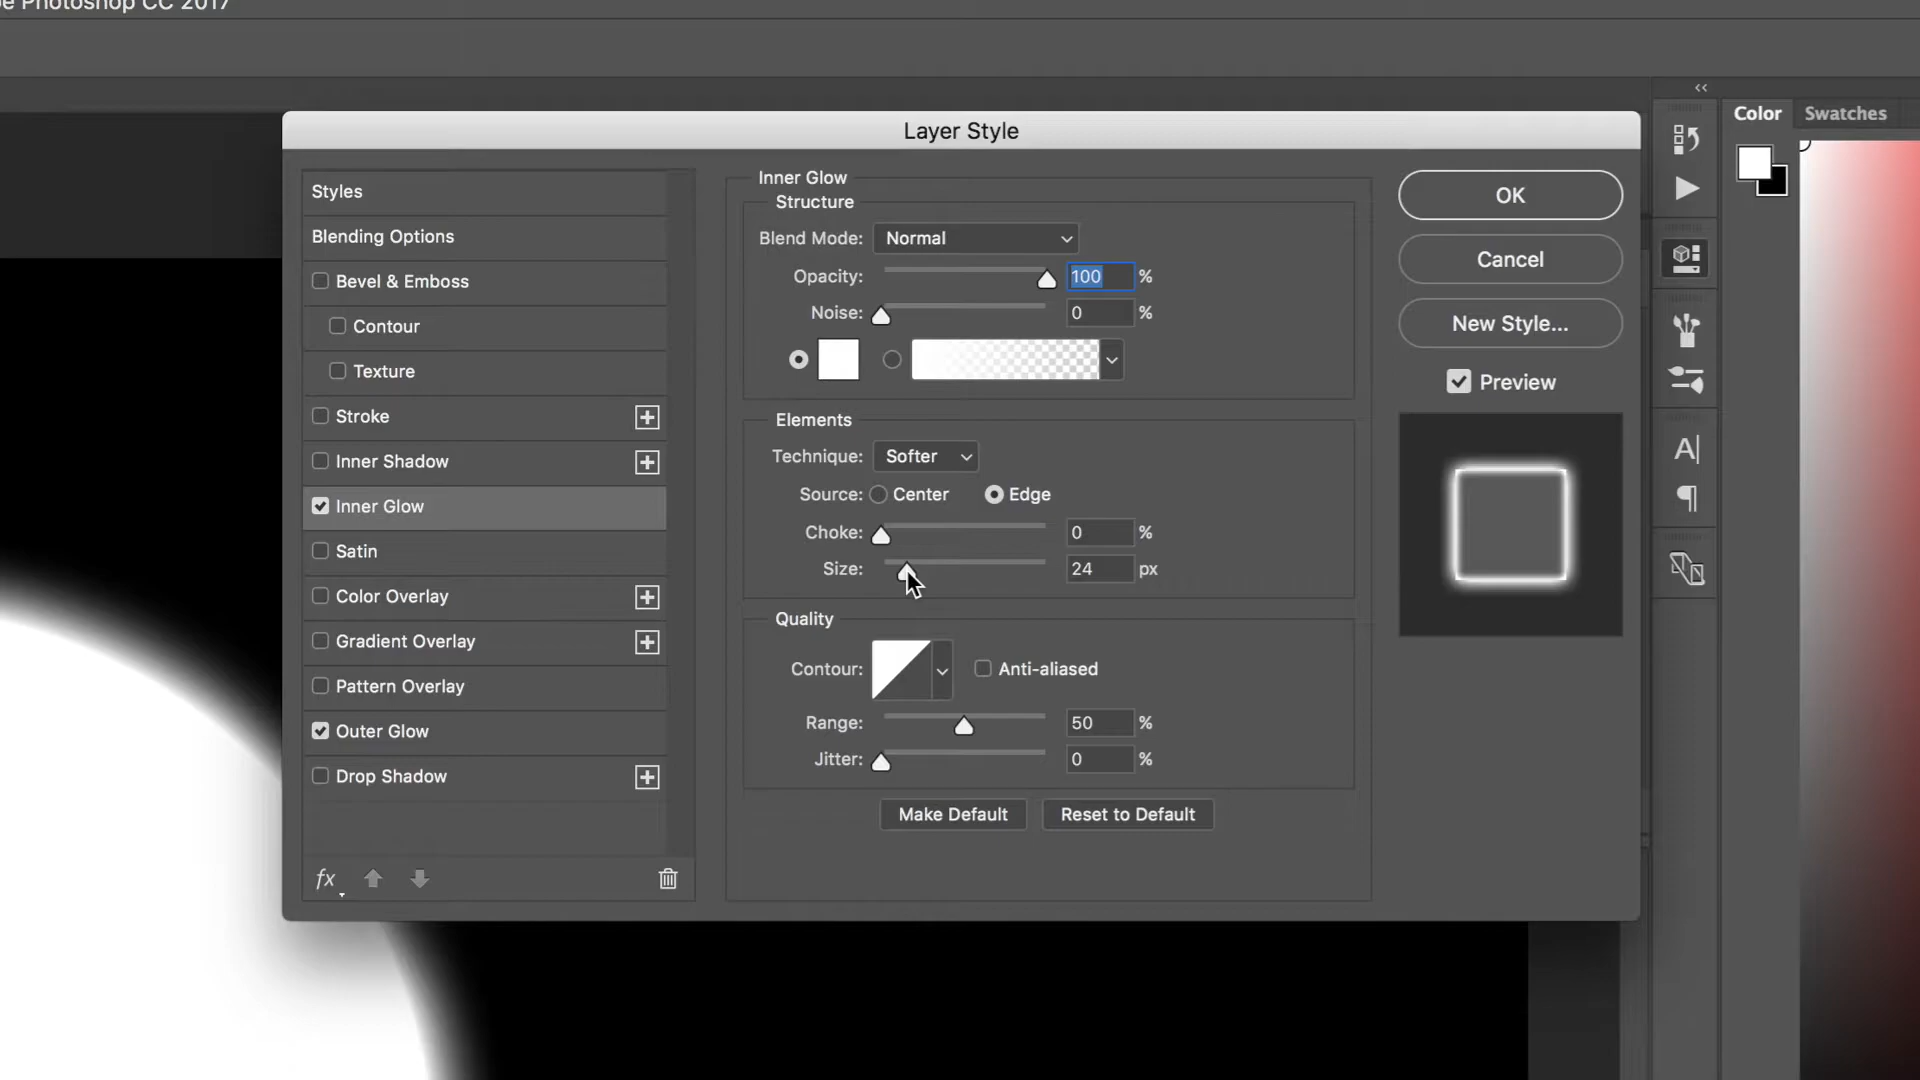 e Photoshop CC 2017
Color Swatches
Layer Style
Styles
Blending Options
Bevel & Emboss
Contour
Texture
Stroke
Inner Shadow
Inner Glow
Satin
Color Overlay
Gradient Overlay
Pattern Overlay
Outer Glow
Drop Shadow
fx
Inner Glow
Structure
Blend Mode: Normal
Opacity: 100 %
Noise: 0 %
Elements
Technique: Softer
Source: Center Edge
Choke: 0 %
Size: 24 px
Quality
Contour: Anti-aliased
Range: 50 %
Jitter: 0 %
Make Default Reset to Default
OK
Cancel
New Style...
Preview